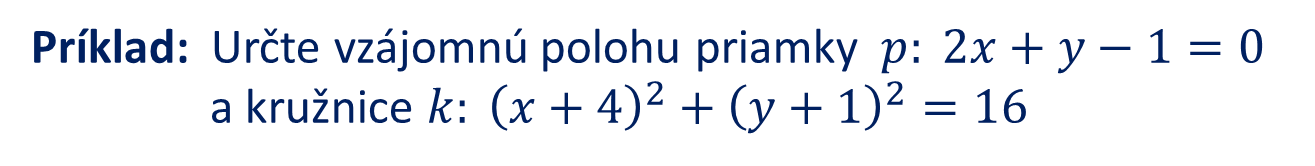 Príklad: Určte vzájomnú polohu priamky p: 2x + y − 1 = 0
a kružnice k: (x + 4)² + (y + 1)² = 16